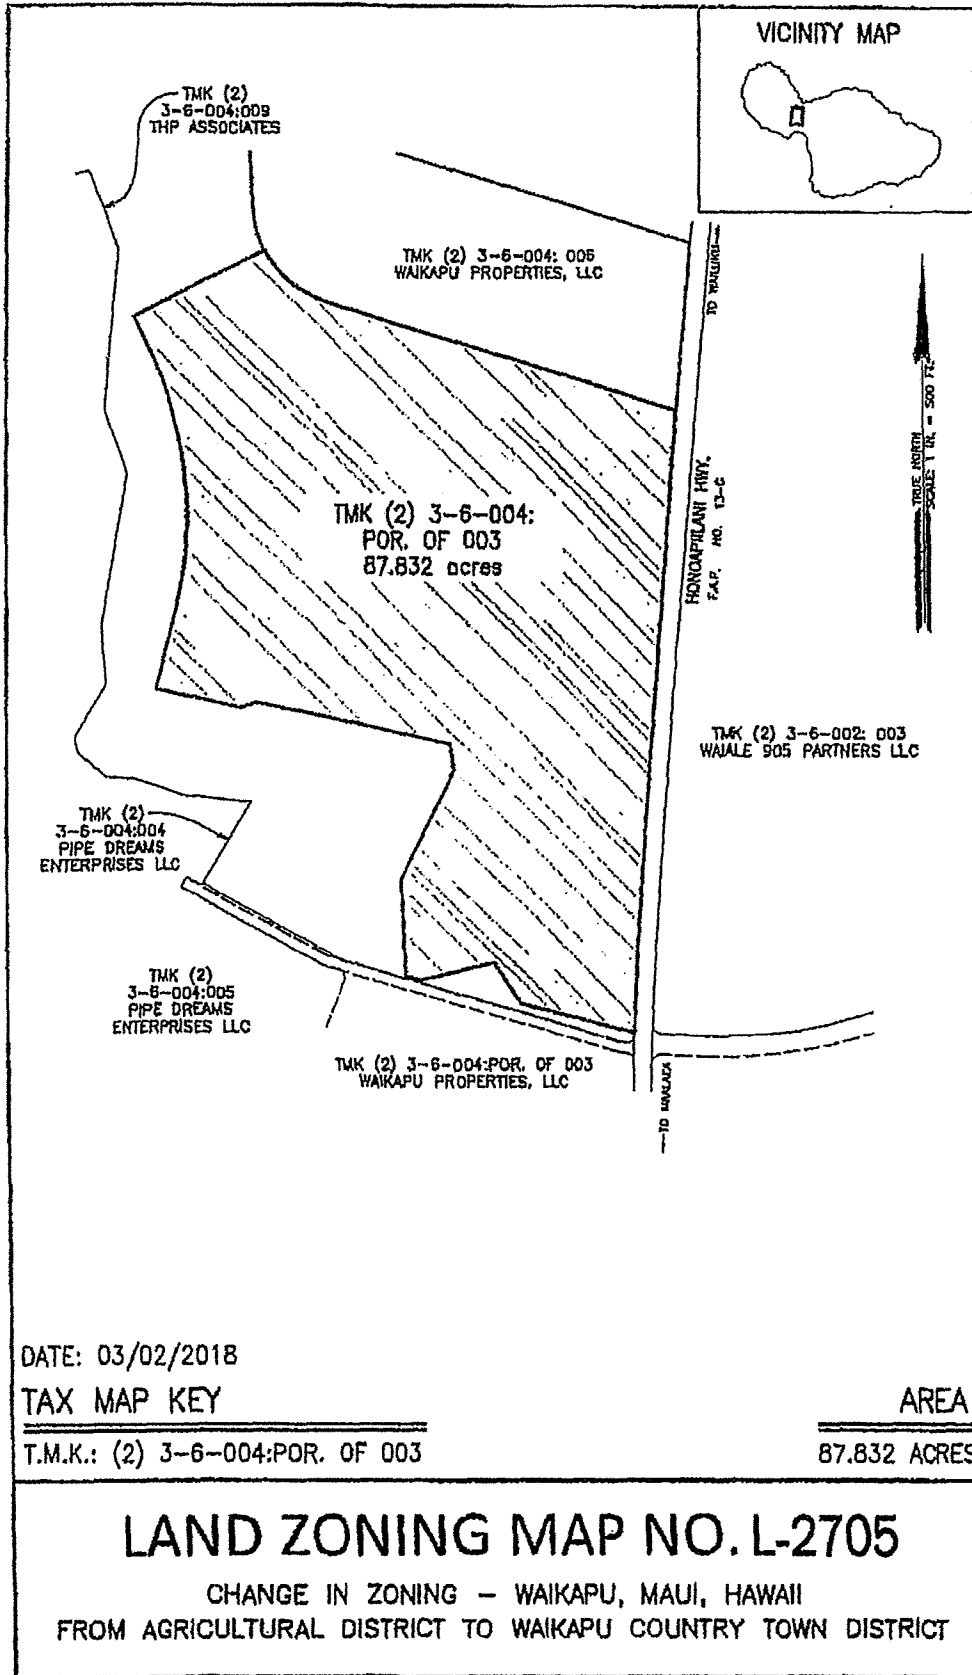 VICINITY MAP
TMK (2)
3-6-004:009
THP ASSOCIATES
TMK (2) 3-6-004: 006
WAIKAPU PROPERTIES, LLC
TO WAILUKU
TRUE NORTH
SCALE: 1 IN. = 500 FT.
HONOAPIILANI HWY.
F.A.P. NO. 13-G
TMK (2) 3-6-004:
POR. OF 003
87.832 acres
TMK (2) 3-6-002: 003
WAIALE 905 PARTNERS LLC
TMK (2)
3-6-004:004
PIPE DREAMS
ENTERPRISES LLC
TMK (2)
3-6-004:005
PIPE DREAMS
ENTERPRISES LLC
TMK (2) 3-6-004:POR. OF 003
WAIKAPU PROPERTIES, LLC
TO MAALAEA
DATE: 03/02/2018
TAX MAP KEY
AREA
T.M.K.: (2) 3-6-004:POR. OF 003
87.832 ACRES
LAND ZONING MAP NO. L-2705
CHANGE IN ZONING - WAIKAPU, MAUI, HAWAII
FROM AGRICULTURAL DISTRICT TO WAIKAPU COUNTRY TOWN DISTRICT